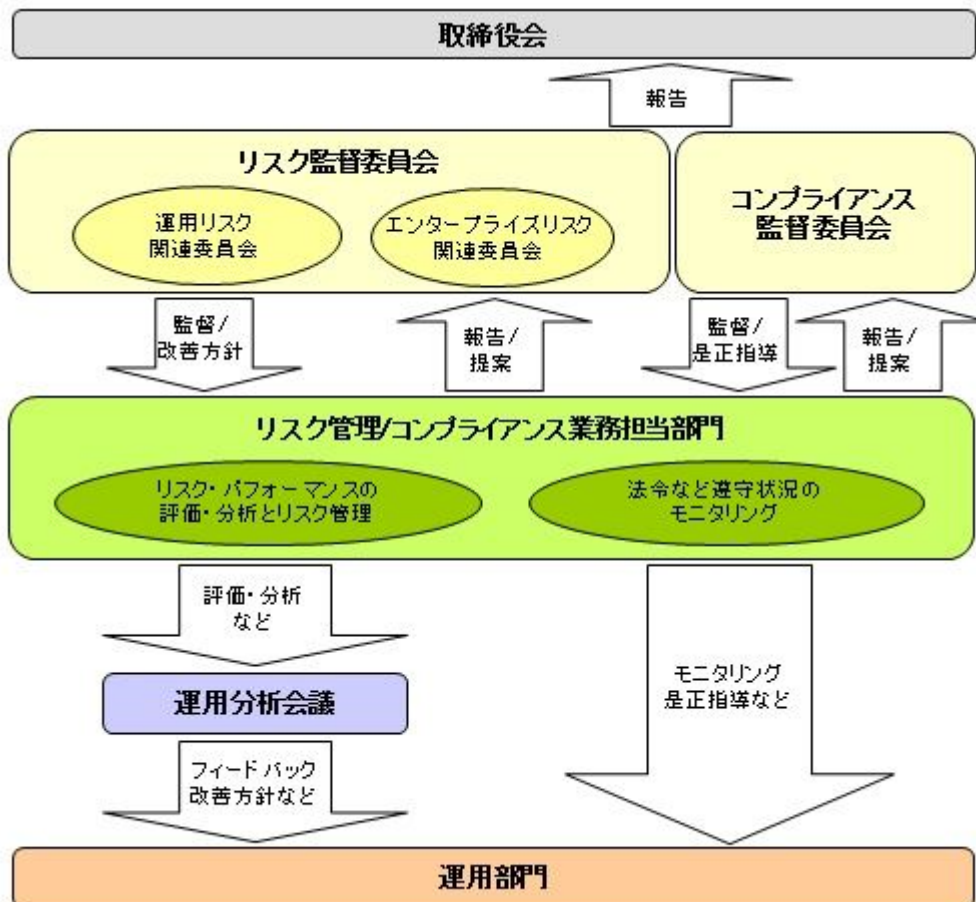 取締役会
報告
リスク監督委員会
運用リスク
関連委員会
エンタープライズリスク
関連委員会
コンプライアンス
監督委員会
監督/
改善方針
報告/
提案
監督/
是正指導
報告/
提案
リスク管理/コンプライアンス業務担当部門
リスク・パフォーマンスの
評価・分析とリスク管理
法令など遵守状況の
モニタリング
評価・分析
など
運用分析会議
モニタリング
是正指導など
フィードバック
改善方針など
運用部門